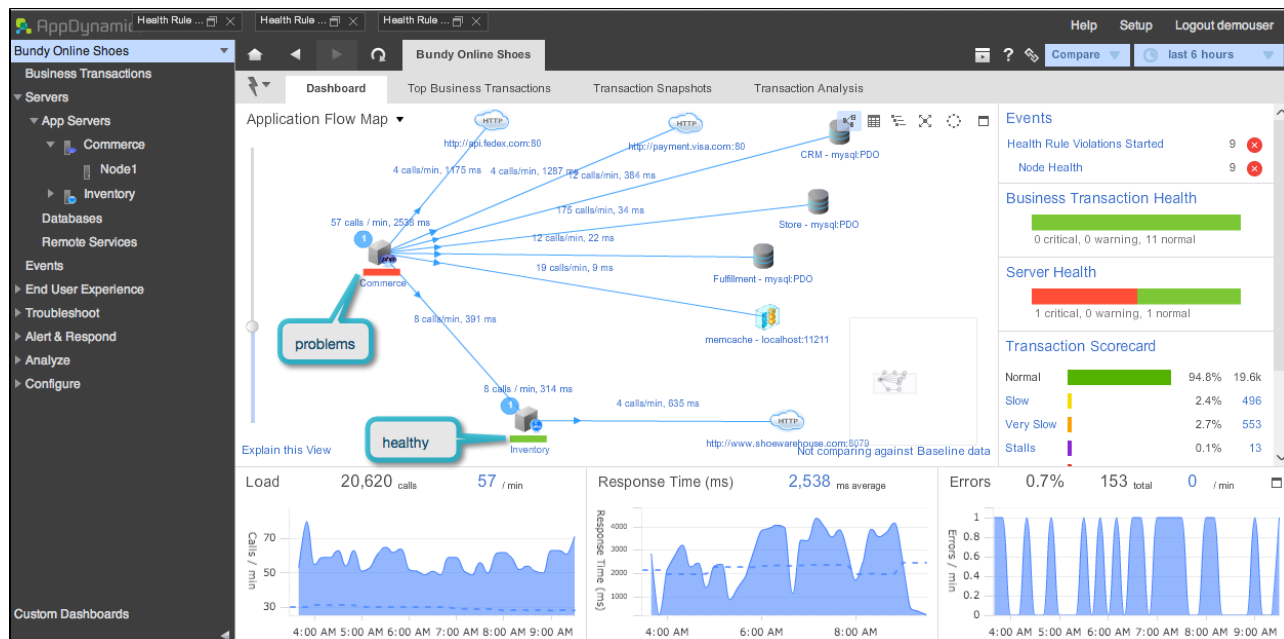 AppDynamic
Health Rule ...
Health Rule ...
Health Rule ...
Help Setup Logout demouser
Bundy Online Shoes
Bundy Online Shoes
Compare
last 6 hours
Business Transactions
Servers
App Servers
Commerce
Node1
Inventory
Databases
Remote Services
Events
End User Experience
Troubleshoot
Alert & Respond
Analyze
Configure
Custom Dashboards
Dashboard Top Business Transactions Transaction Snapshots Transaction Analysis
Application Flow Map
HTTP
http://api.fedex.com:80
HTTP
http://payment.visa.com:80
CRM - mysql:PDO
4 calls/min, 1175 ms
4 calls/min, 1287 ms
12 calls/min, 384 ms
175 calls/min, 34 ms
Store - mysql:PDO
57 calls / min, 2538 ms
12 calls/min, 22 ms
1
php
Commerce
19 calls/min, 9 ms
Fulfillment - mysql:PDO
problems
8 calls/min, 391 ms
memcache - localhost:11211
8 calls / min, 314 ms
1
4 calls/min, 635 ms
HTTP
healthy
Inventory
http://www.shoewarehouse.com:8079
Explain this View
Not comparing against Baseline data
Events
Health Rule Violations Started 9
Node Health 9
Business Transaction Health
0 critical, 0 warning, 11 normal
Server Health
1 critical, 0 warning, 1 normal
Transaction Scorecard
Normal 94.8% 19.6k
Slow 2.4% 496
Very Slow 2.7% 553
Stalls 0.1% 13
Load 20,620 calls 57 / min
Calls / min
70
50
30
4:00 AM 5:00 AM 6:00 AM 7:00 AM 8:00 AM 9:00 AM
Response Time (ms) 2,538 ms average
Response Time (ms)
4000
3000
2000
1000
4:00 AM 6:00 AM 8:00 AM
Errors 0.7% 153 total 0 / min
Errors / min
1
0.8
0.6
0.4
0.2
0
4:00 AM 5:00 AM 6:00 AM 7:00 AM 8:00 AM 9:00 AM